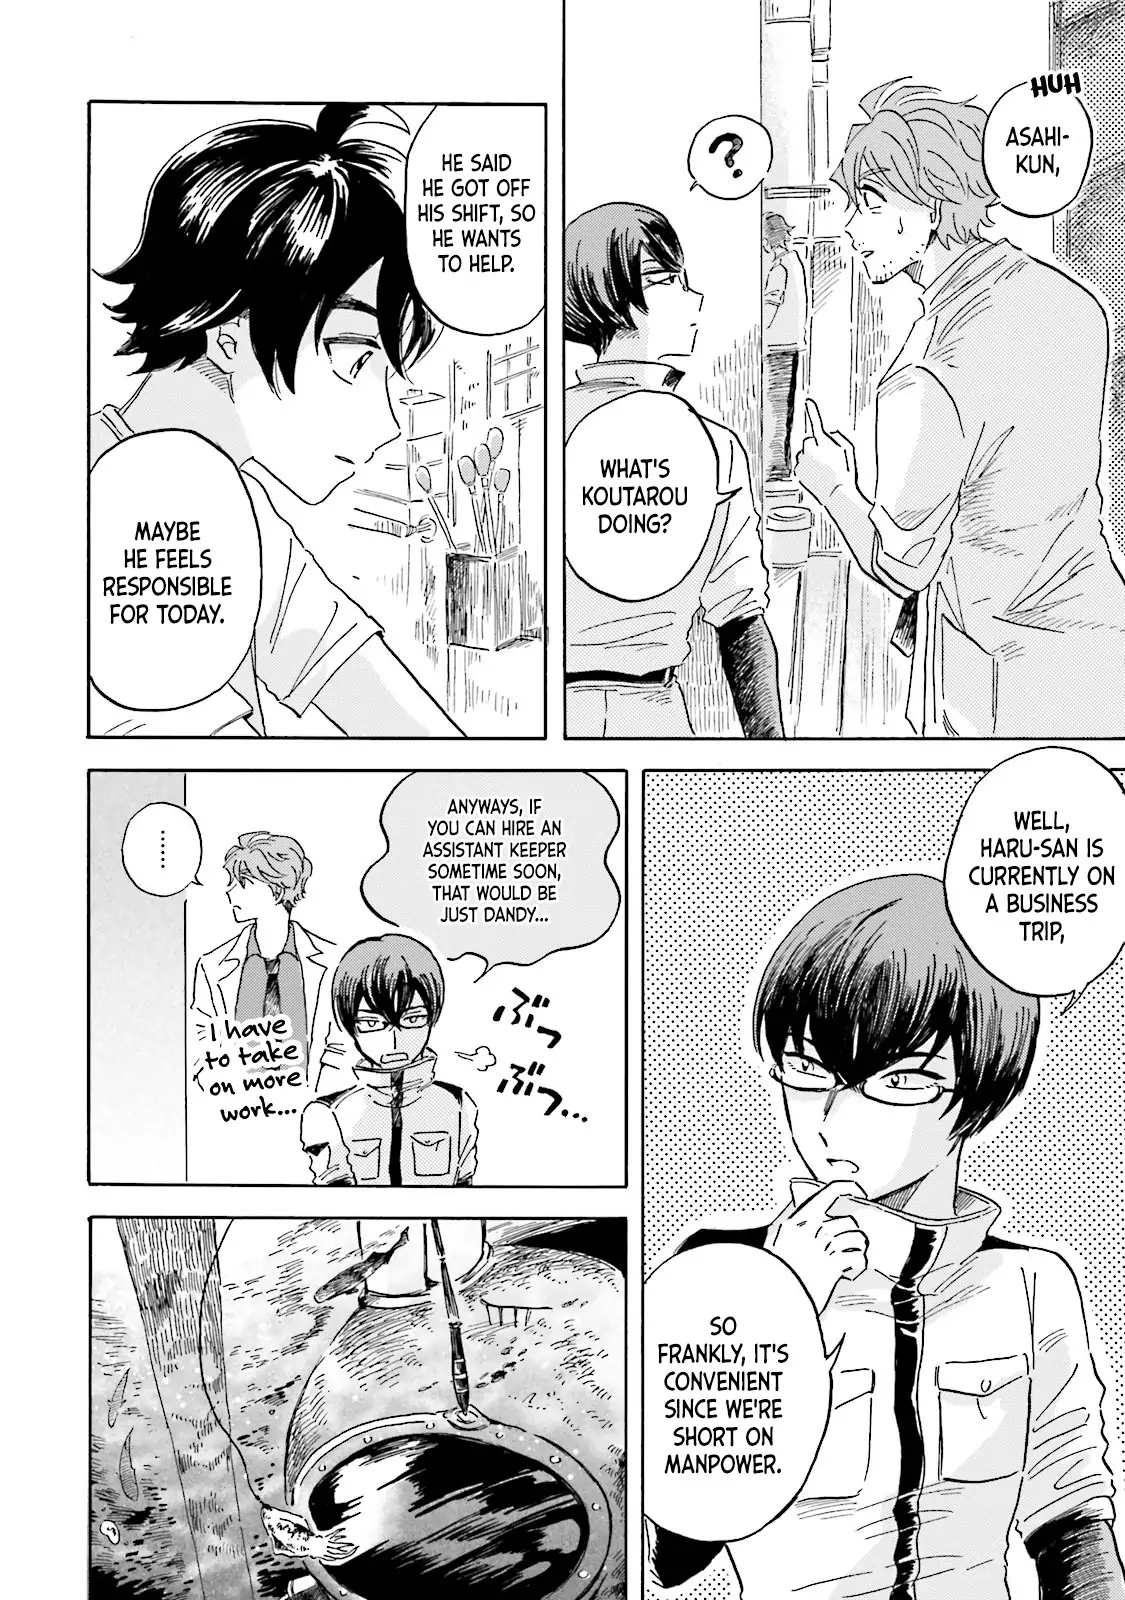 HUH
ASAHI-
KUN,
?
WHAT'S
KOUTAROU
DOING?
HE SAID
HE GOT OFF
HIS SHIFT, SO
HE WANTS
TO HELP.
MAYBE
HE FEELS
RESPONSIBLE
FOR TODAY.
WELL,
HARU-SAN IS
CURRENTLY ON
A BUSINESS
TRIP,
SO
FRANKLY, IT'S
CONVENIENT
SINCE WE'RE
SHORT ON
MANPOWER.
ANYWAYS, IF
YOU CAN HIRE AN
ASSISTANT KEEPER
SOMETIME SOON,
THAT WOULD BE
JUST DANDY...
ぶつ
ぶつ...
I have
to take
on more
work...
......